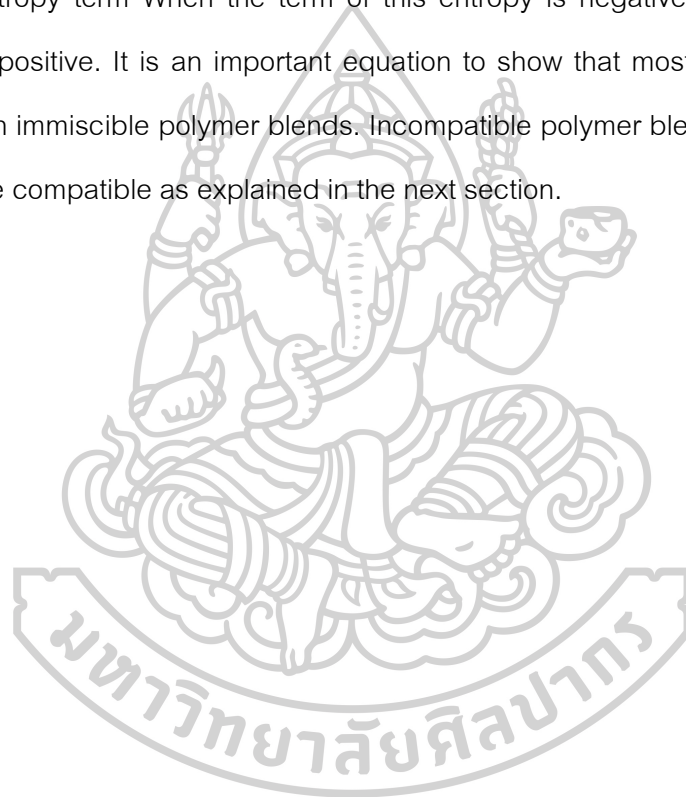 tropy term When the term of this entropy is negative
positive. It is an important equation to show that most
immiscible polymer blends. Incompatible polymer ble
e compatible as explained in the next section.
มหาวิทยาลัยศิลปากร